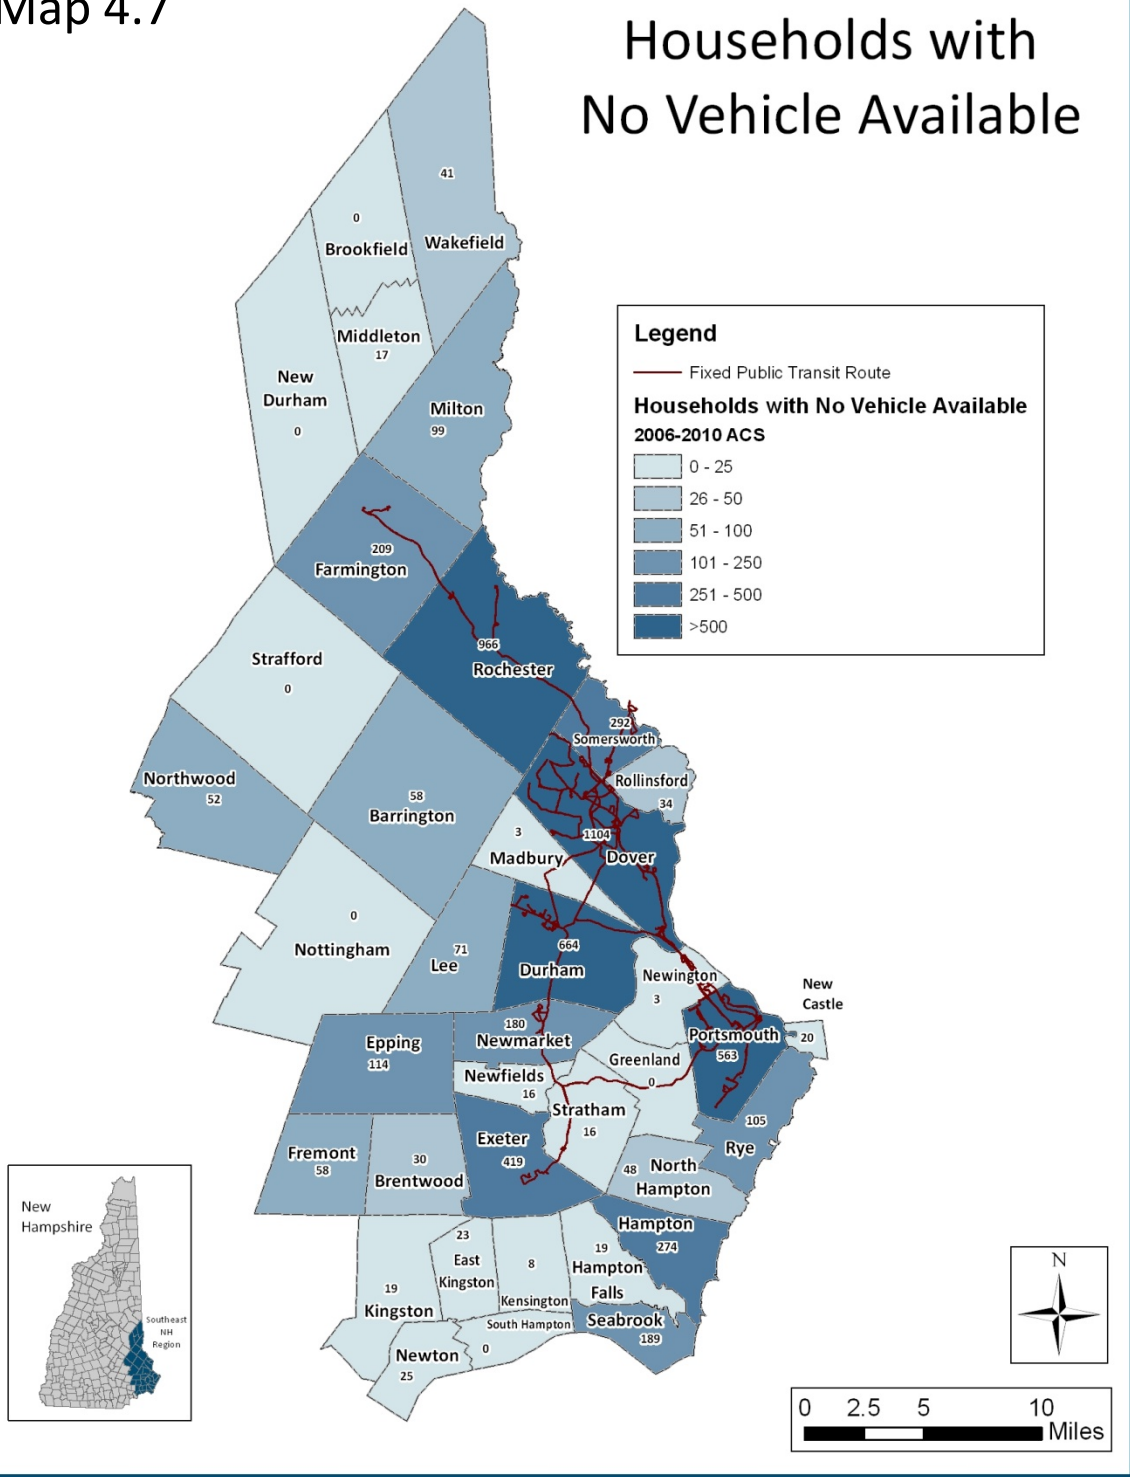 Map 4.7
Households with
No Vehicle Available
41
Wakefield
0
Brookfield
Middleton
17
New
Durham
0
Milton
99
Legend
Fixed Public Transit Route
Households with No Vehicle Available
2006-2010 ACS
0 - 25
26 - 50
51 - 100
101 - 250
251 - 500
>500
209
Farmington
966
Rochester
Strafford
0
292
Somersworth
Rollinsford
34
Northwood
52
58
Barrington
3
Madbury
1104
Dover
0
Nottingham
71
Lee
664
Durham
Newington
3
New
Castle
20
Portsmouth
563
Epping
114
180
Newmarket
Greenland
0
Newfields
16
Stratham
16
105
Rye
Exeter
419
Fremont
58
30
Brentwood
48 North
Hampton
Hampton
274
23
East
Kingston
8
Kensington
19
Hampton
Falls
19
Kingston
South Hampton
0
Seabrook
189
Newton
25
New
Hampshire
Southeast
NH
Region
N
0 2.5 5 10
Miles